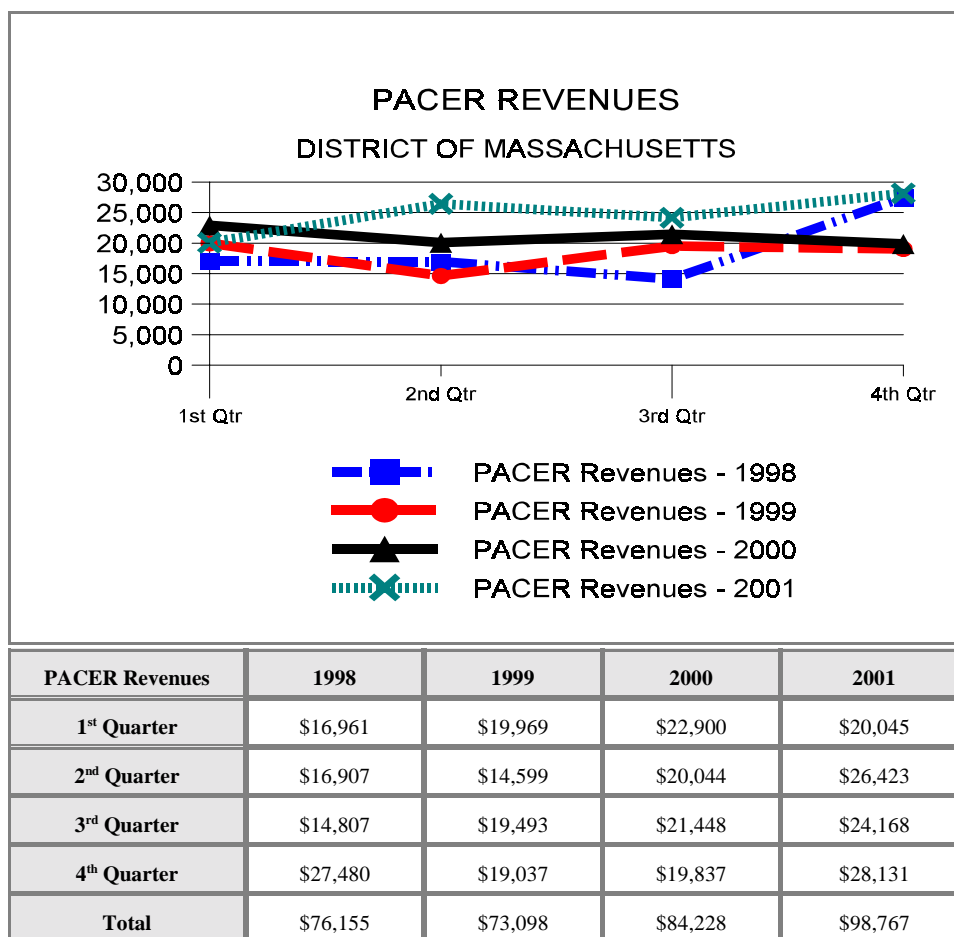 PACER REVENUES
DISTRICT OF MASSACHUSETTS
30,000
25,000
20,000
15,000
10,000
5,000
0
1st Qtr
2nd Qtr
3rd Qtr
4th Qtr
PACER Revenues - 1998
PACER Revenues - 1999
PACER Revenues - 2000
PACER Revenues - 2001
PACER Revenues 1998 1999 2000 2001
1st Quarter $16,961 $19,969 $22,900 $20,045
2nd Quarter $16,907 $14,599 $20,044 $26,423
3rd Quarter $14,807 $19,493 $21,448 $24,168
4th Quarter $27,480 $19,037 $19,837 $28,131
Total $76,155 $73,098 $84,228 $98,767